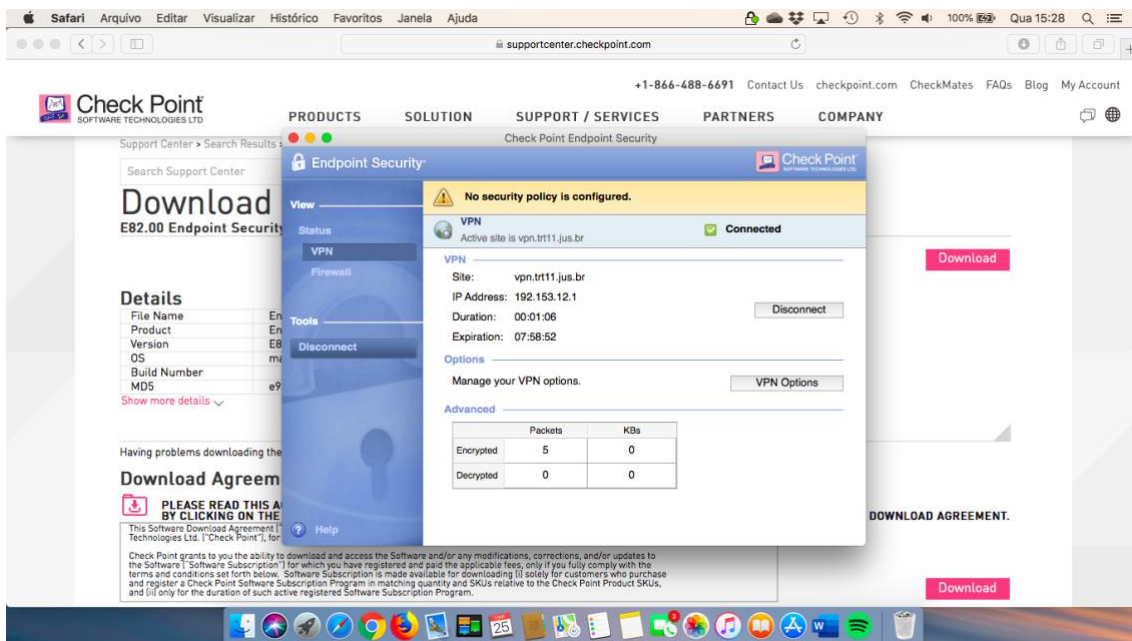 Safari Arquivo Editar Visualizar Histórico Favoritos Janela Ajuda 100% Qua 15:28
supportcenter.checkpoint.com
+1-866-488-6691 Contact Us checkpoint.com CheckMates FAQs Blog My Account
Check Point
SOFTWARE TECHNOLOGIES LTD
PRODUCTS SOLUTION SUPPORT / SERVICES PARTNERS COMPANY
Support Center > Search Results
Search Support Center
Download
E82.00 Endpoint Security
Download
Details
File Name En
Product En
Version E8
OS ma
Build Number
MD5 e9
Show more details
Having problems downloading the
Download Agreem
PLEASE READ THIS A
BY CLICKING ON THE
DOWNLOAD AGREEMENT.
This Software Download Agreement ("
Technologies Ltd. ("Check Point"), for
Check Point grants to you the ability to download and access the Software and/or any modifications, corrections, and/or updates to
the Software ("Software Subscription") for which you have registered and paid the applicable fees, only if you fully comply with the
terms and conditions set forth below. Software Subscription is made available for downloading (i) solely for customers who purchase
and register a Check Point Software Subscription Program in matching quantity and SKUs relative to the Check Point Product SKUs,
and (ii) only for the duration of such active registered Software Subscription Program.
Download
Check Point Endpoint Security
Endpoint Security
Check Point
SOFTWARE TECHNOLOGIES LTD.
View
Status
VPN
Firewall
Tools
Disconnect
Help
No security policy is configured.
VPN
Active site is vpn.trt11.jus.br
Connected
VPN
Site: vpn.trt11.jus.br
IP Address: 192.153.12.1
Duration: 00:01:06
Expiration: 07:58:52
Disconnect
Options
Manage your VPN options.
VPN Options
Advanced
Packets KBs
Encrypted 5 0
Decrypted 0 0
25
3
W